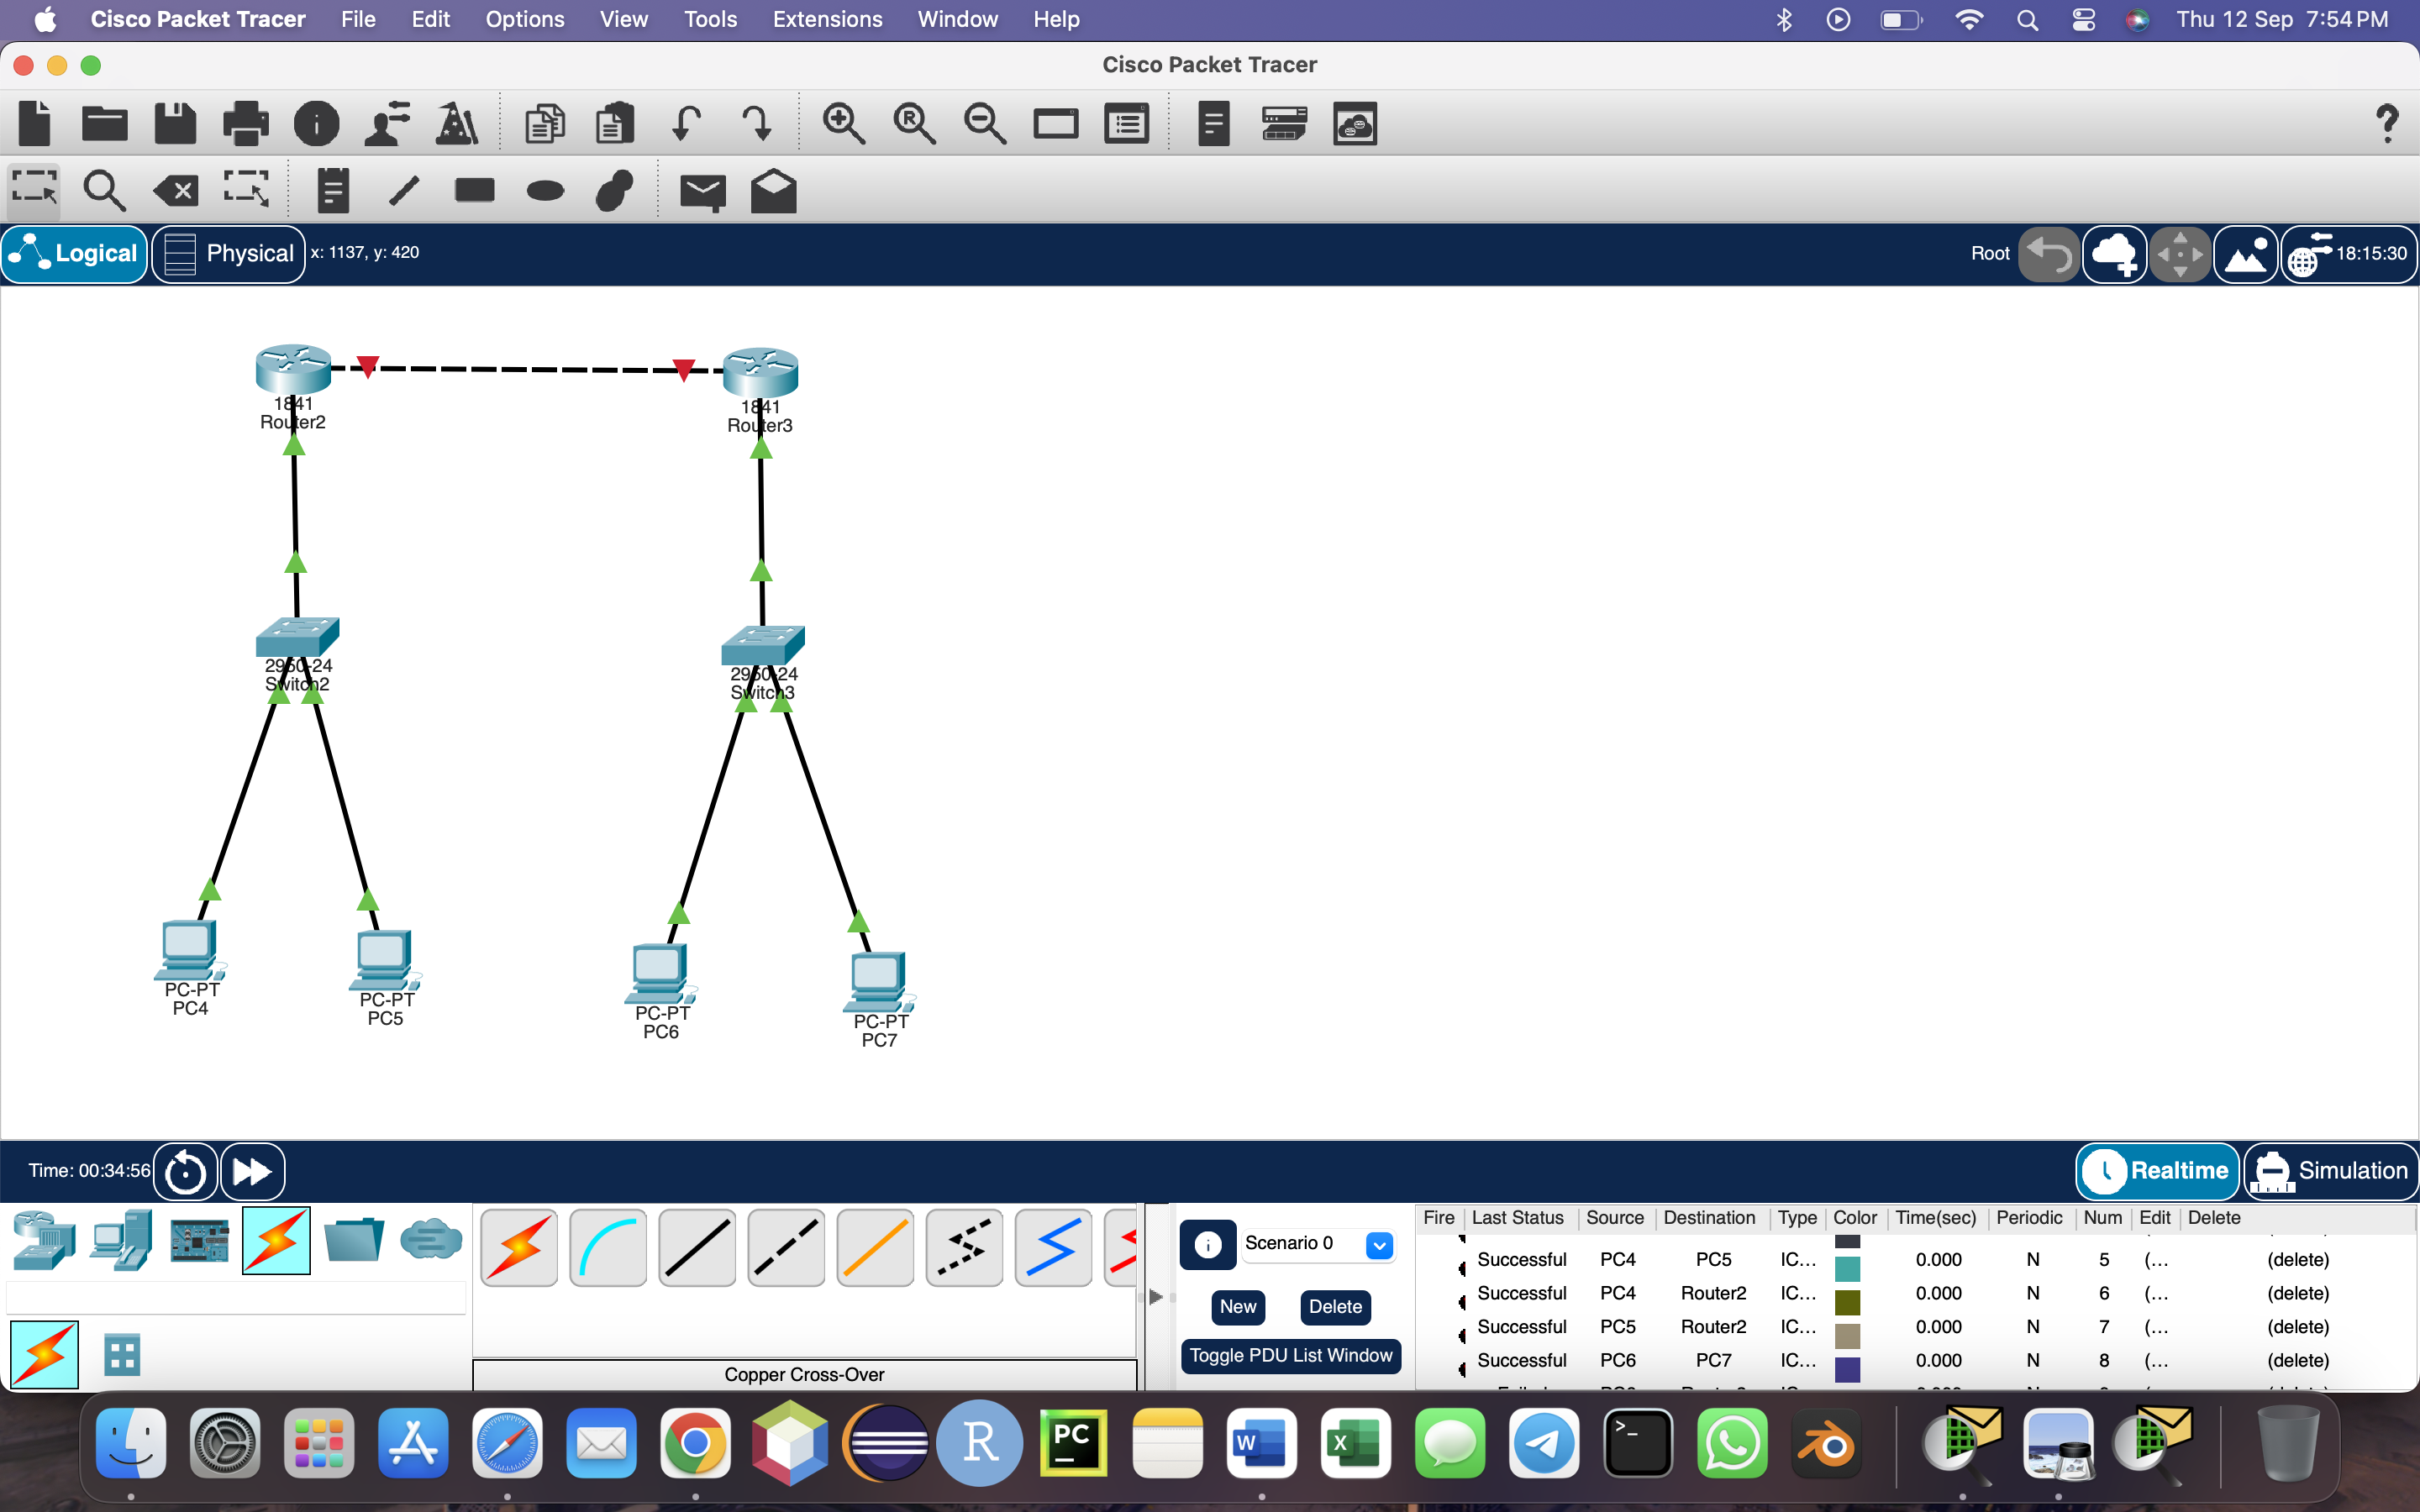 Cisco Packet Tracer File Edit Options View Tools Extensions Window Help Thu 12 Sep 7:54 PM
Cisco Packet Tracer
Logical Physical x: 1137, y: 420 Root 18:15:30
1841
Router2
1841
Router3
2950-24
Switch2
2950-24
Switch3
PC-PT
PC4
PC-PT
PC5
PC-PT
PC6
PC-PT
PC7
Time: 00:34:56 Realtime Simulation
Scenario 0
New Delete
Toggle PDU List Window
Copper Cross-Over
Fire Last Status Source Destination Type Color Time(sec) Periodic Num Edit Delete
Successful PC4 PC5 IC... 0.000 N 5 (... (delete)
Successful PC4 Router2 IC... 0.000 N 6 (... (delete)
Successful PC5 Router2 IC... 0.000 N 7 (... (delete)
Successful PC6 PC7 IC... 0.000 N 8 (... (delete)
R PC W X >_